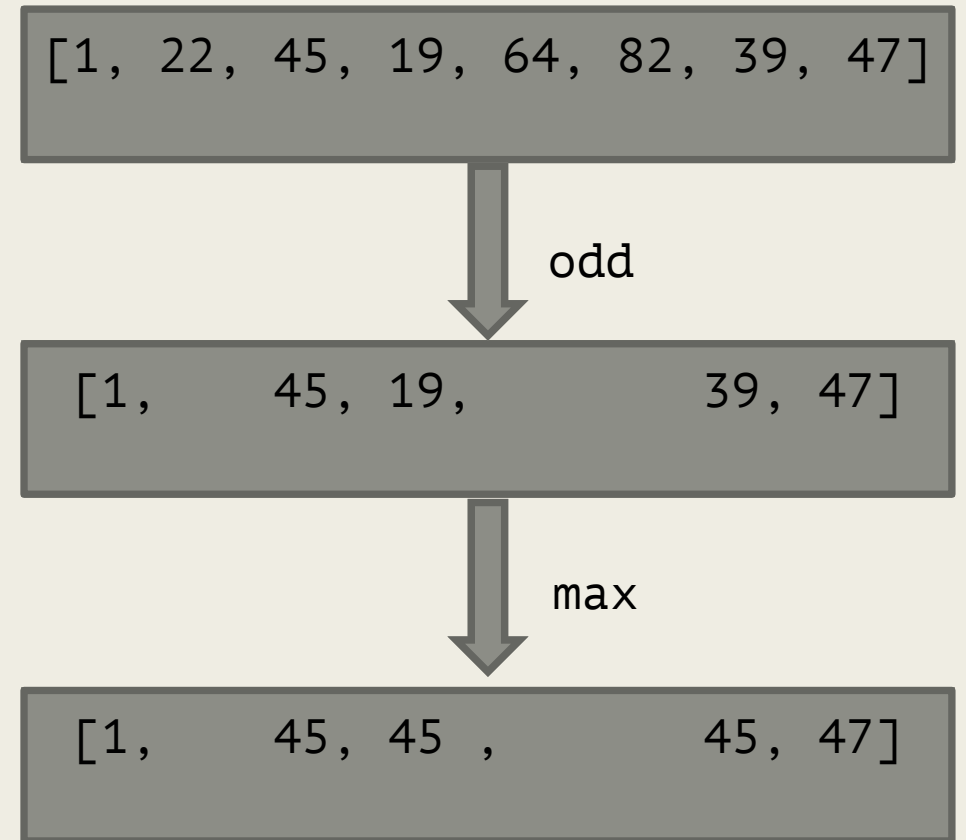 [1, 22, 45, 19, 64, 82, 39, 47]
odd
[1, 45, 19, 39, 47]
max
[1, 45, 45 , 45, 47]